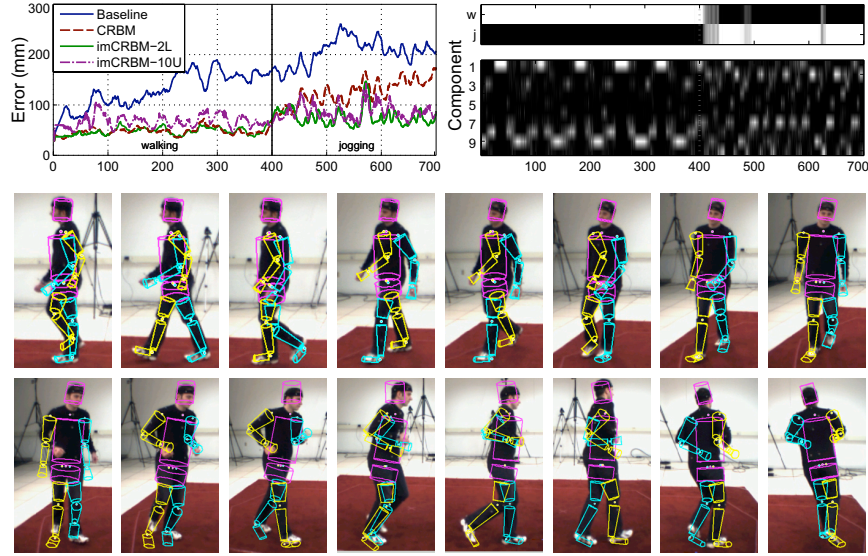 300
200
100
0
Error (mm)
Baseline
CRBM
imCRBM-2L
imCRBM-10U
walking
jogging
0 100 200 300 400 500 600 700
w
j
Component
1
3
5
7
9
100 200 300 400 500 600 700